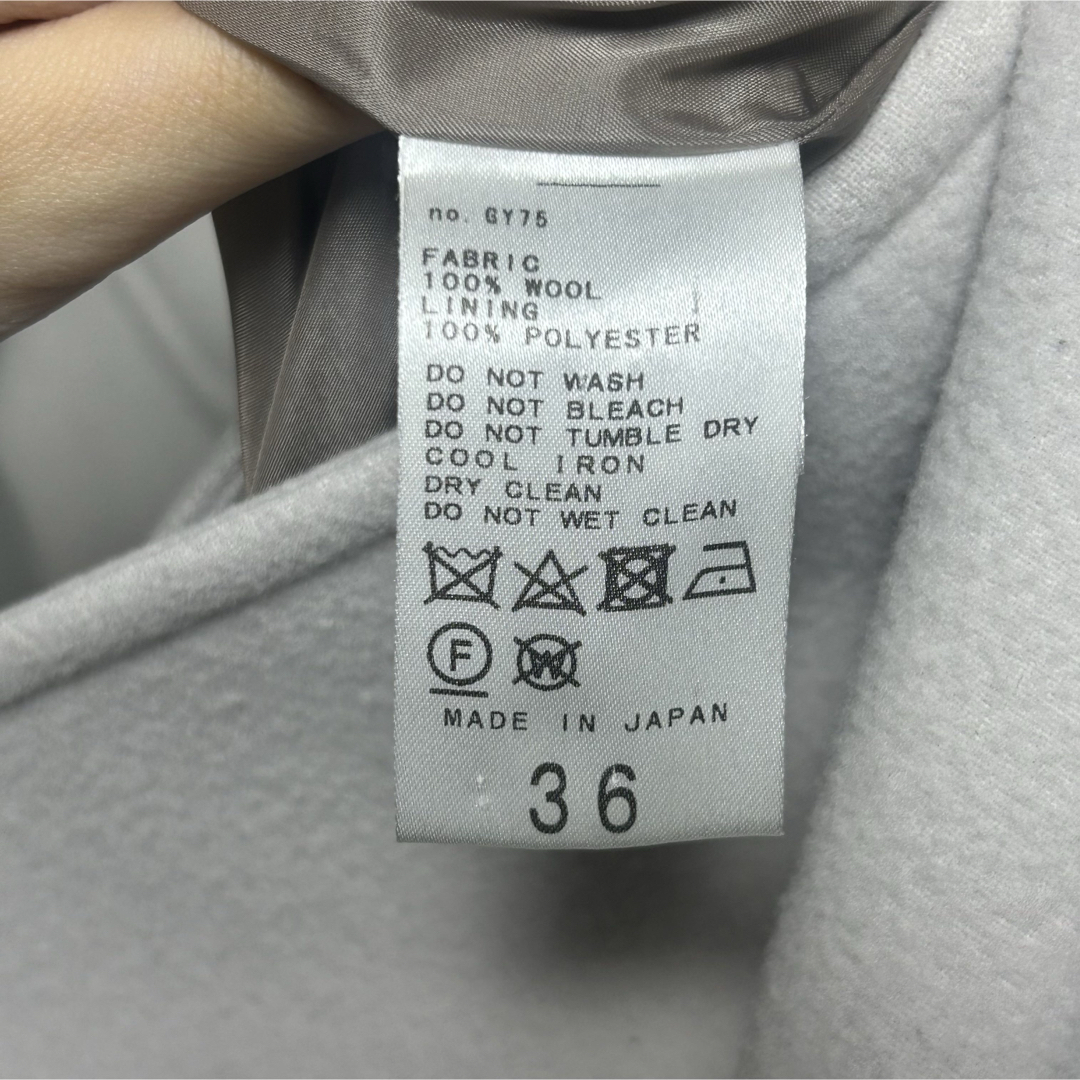 no. GY75
FABRIC
100% WOOL
LINING
100% POLYESTER
DO NOT WASH
DO NOT BLEACH
DO NOT TUMBLE DRY
COOL IRON
DRY CLEAN
DO NOT WET CLEAN
F W
MADE IN JAPAN
36